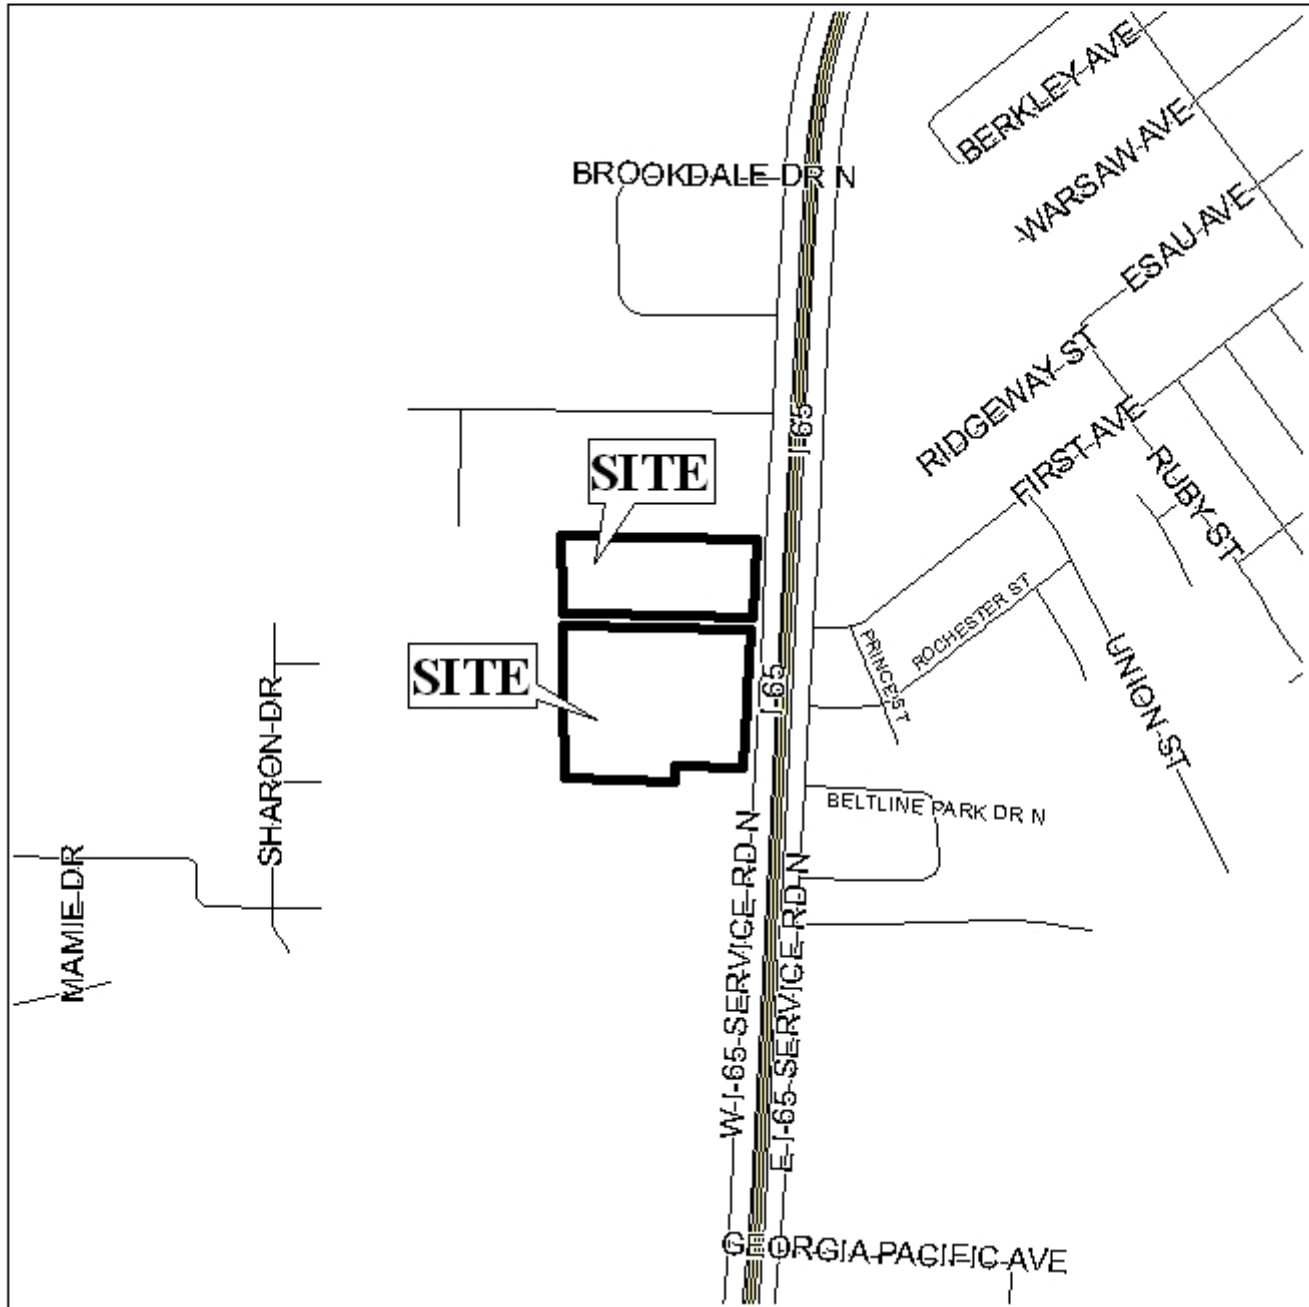 BERKLEY AVE
WARSAW AVE
BROOKDALE DR N
ESAU AVE
RIDGEWAY ST
FIRST AVE
I-65
SITE
RUBY ST
ROCHESTER ST
PRINCE ST
UNION ST
SITE
I-65
SHARON DR
BELTLINE PARK DR N
MAMIE DR
W-I-65-SERVICE RD N
E-I-65-SERVICE RD N
GEORGIA PACIFIC AVE